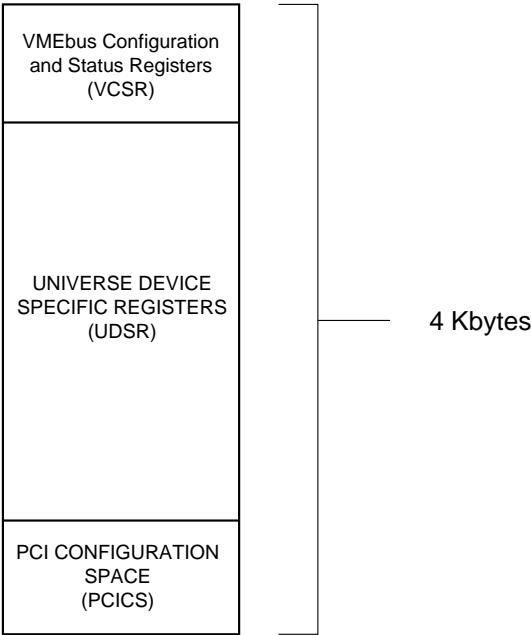 VMEbus Configuration
and Status Registers
(VCSR)
UNIVERSE DEVICE
SPECIFIC REGISTERS
(UDSR)
4 Kbytes
PCI CONFIGURATION
SPACE
(PCICS)